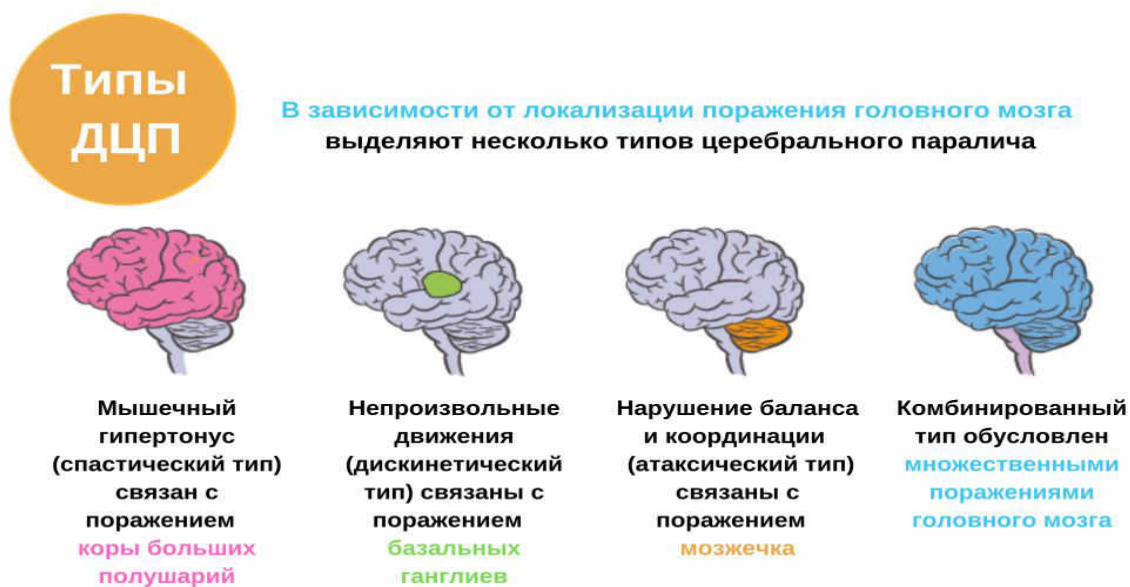 Типы
ДЦП
В зависимости от локализации поражения головного мозга
выделяют несколько типов церебрального паралича
Мышечный
гипертонус
(спастический тип)
связан с
поражением
коры больших
полушарий
Непроизвольные
движения
(дискинетический
тип) связаны с
поражением
базальных
ганглиев
Нарушение баланса
и координации
(атаксический тип)
связаны с
поражением
мозжечка
Комбинированный
тип обусловлен
множественными
поражениями
головного мозга